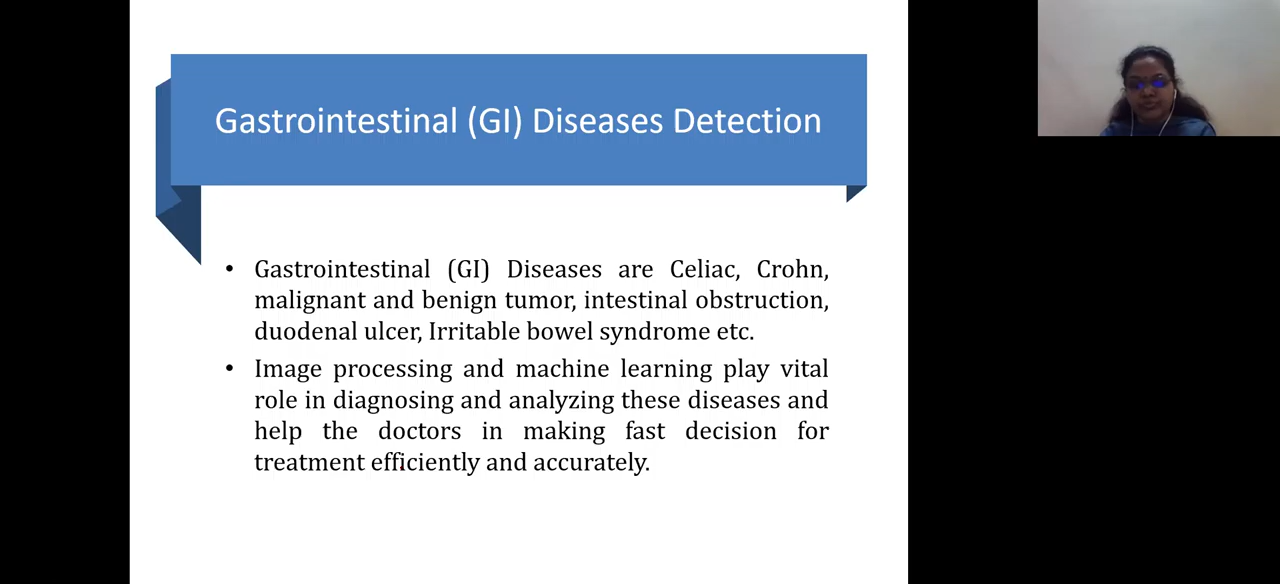 Gastrointestinal (GI) Diseases Detection
• Gastrointestinal (GI) Diseases are Celiac, Crohn,
malignant and benign tumor, intestinal obstruction,
duodenal ulcer, Irritable bowel syndrome etc.
• Image processing and machine learning play vital
role in diagnosing and analyzing these diseases and
help the doctors in making fast decision for
treatment efficiently and accurately.